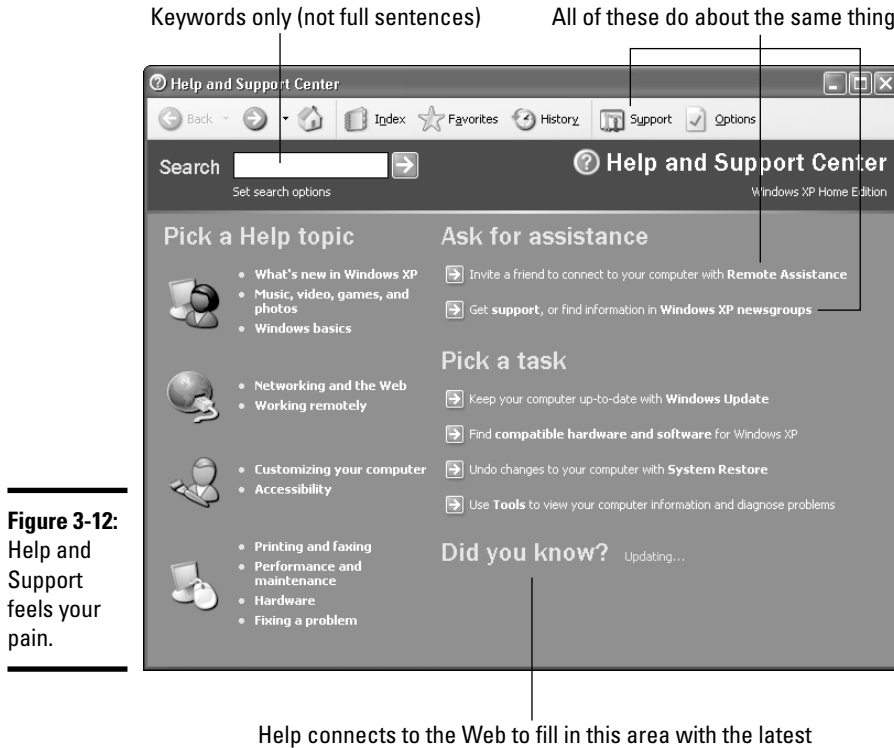 Keywords only (not full sentences)
All of these do about the same thing
Help and Support Center
Back
Index
Favorites
History
Support
Options
Search
Set search options
Help and Support Center
Windows XP Home Edition
Pick a Help topic
What's new in Windows XP
Music, video, games, and
photos
Windows basics
Networking and the Web
Working remotely
Customizing your computer
Accessibility
Printing and faxing
Performance and
maintenance
Hardware
Fixing a problem
Ask for assistance
Invite a friend to connect to your computer with Remote Assistance
Get support, or find information in Windows XP newsgroups
Pick a task
Keep your computer up-to-date with Windows Update
Find compatible hardware and software for Windows XP
Undo changes to your computer with System Restore
Use Tools to view your computer information and diagnose problems
Did you know?
Updating...
Figure 3-12:
Help and
Support
feels your
pain.
Help connects to the Web to fill in this area with the latest